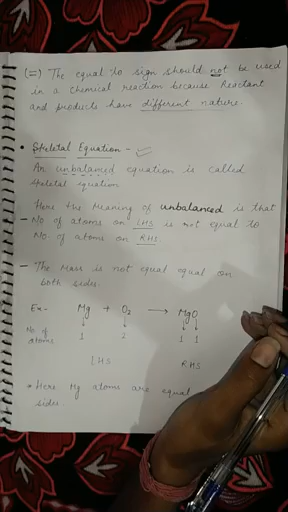 (=) The equal to sign should not be used
in a chemical reaction because Reactant
and products have different nature.
• Skeletal Equation -
An unbalanced equation is called
skeletal equation
Here the Meaning of unbalanced is that
- No of atoms on LHS is not equal to
No. of atoms on RHS.
- The Mass is not equal equal on
both sides.
Ex- Mg + O2 → MgO
No of atoms 1 2 1 1
LHS RHS
Here Mg atoms are equal
sides.